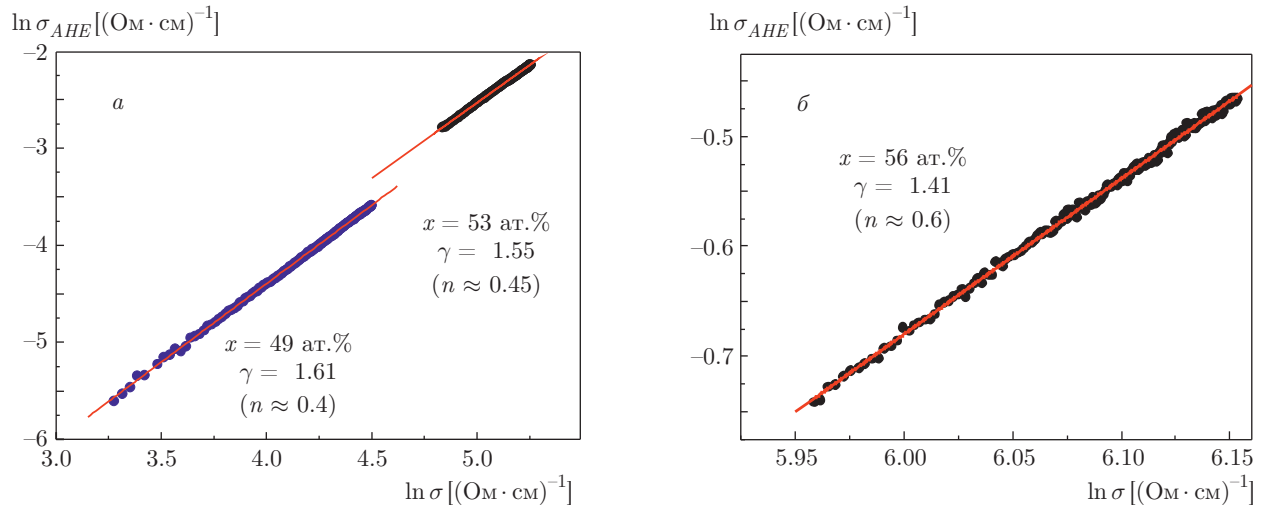 ln σ_AHE [(Ом · см)⁻¹]
а
–2
–3
–4
–5
–6
x = 53 ат.%
γ = 1.55
(n ≈ 0.45)
x = 49 ат.%
γ = 1.61
(n ≈ 0.4)
3.0 3.5 4.0 4.5 5.0
ln σ [(Ом · см)⁻¹]
ln σ_AHE [(Ом · см)⁻¹]
б
–0.5
–0.6
–0.7
x = 56 ат.%
γ = 1.41
(n ≈ 0.6)
5.95 6.00 6.05 6.10 6.15
ln σ [(Ом · см)⁻¹]